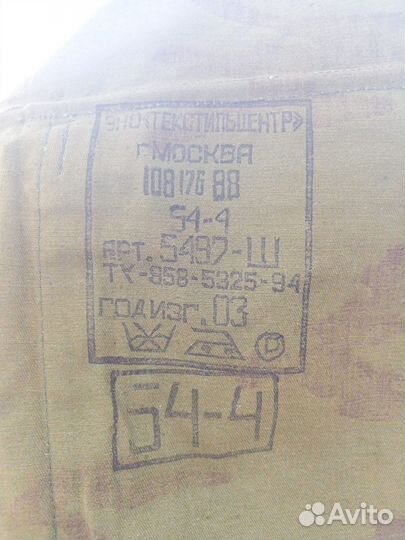 ЭПО «ТЕКСТИЛЬЦЕНТР»
г МОСКВА
108 176 88
54-4
АРТ. 5497-Ш
ТУ-858-5325-94
ГОД ИЗГ. 03
54-4
Avito